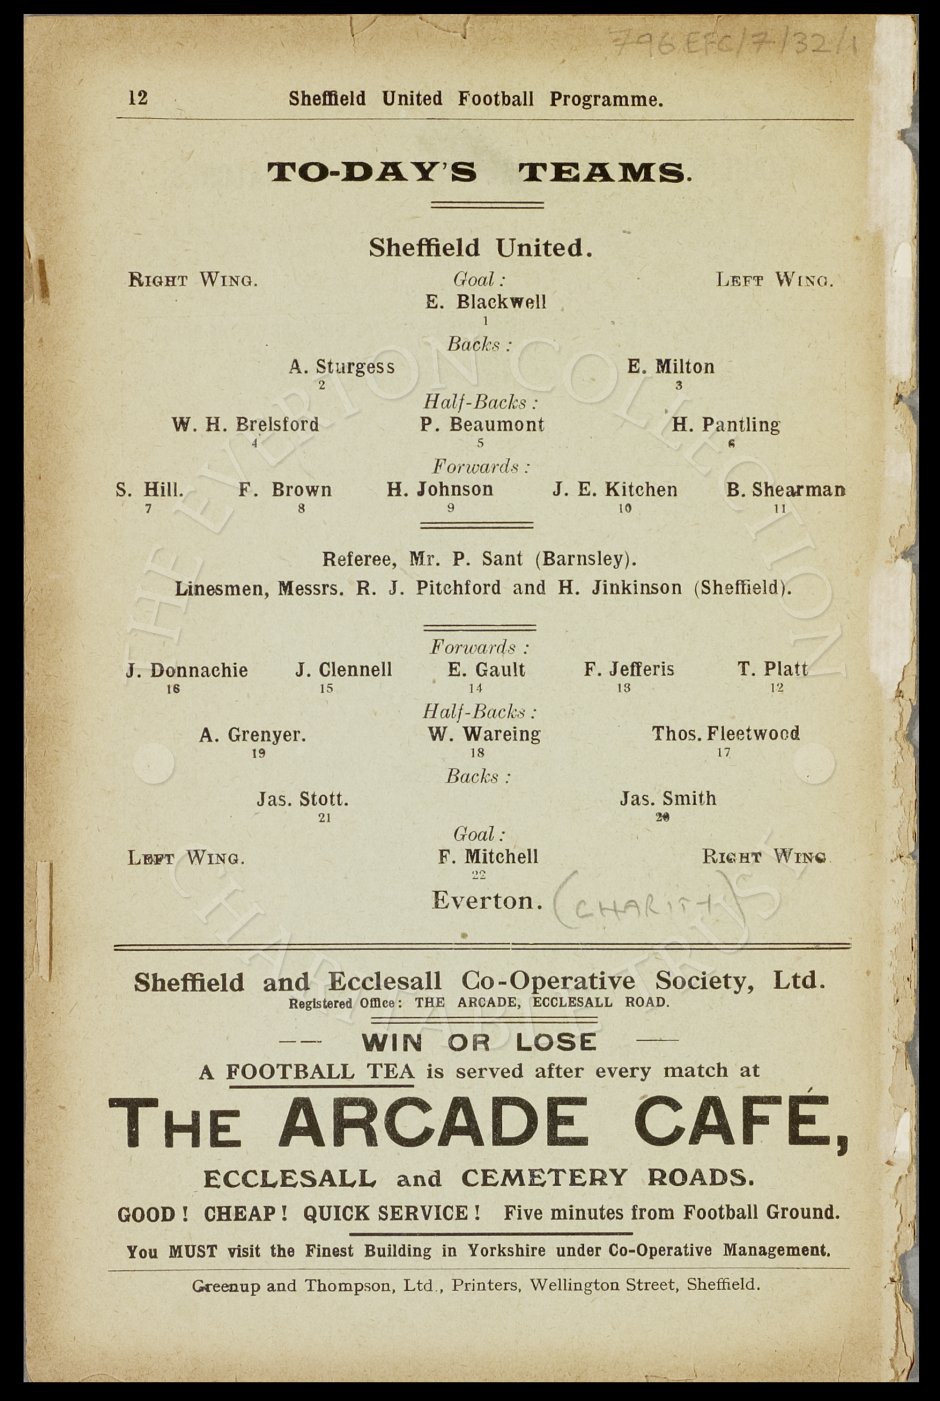 796 EFC/7/32/1
12 Sheffield United Football Programme.
TO-DAY'S TEAMS.
Sheffield United.
RIGHT WING. Goal: LEFT WING.
E. Blackwell
1
Backs:
A. Sturgess E. Milton
2 3
Half-Backs:
W. H. Brelsford P. Beaumont H. Pantling
4 5 6
Forwards:
S. Hill. F. Brown H. Johnson J. E. Kitchen B. Shearman
7 8 9 10 11
Referee, Mr. P. Sant (Barnsley).
Linesmen, Messrs. R. J. Pitchford and H. Jinkinson (Sheffield).
Forwards:
J. Donnachie J. Clennell E. Gault F. Jefferis T. Platt
16 15 14 13 12
Half-Backs:
A. Grenyer. W. Wareing Thos. Fleetwood
19 18 17
Backs:
Jas. Stott. Jas. Smith
21 20
Goal:
LEFT WING. F. Mitchell RIGHT WING
22
Everton. (CHARITY)
Sheffield and Ecclesall Co-Operative Society, Ltd.
Registered Office: THE ARCADE, ECCLESALL ROAD.
WIN OR LOSE
A FOOTBALL TEA is served after every match at
THE ARCADE CAFÉ,
ECCLESALL and CEMETERY ROADS.
GOOD! CHEAP! QUICK SERVICE! Five minutes from Football Ground.
You MUST visit the Finest Building in Yorkshire under Co-Operative Management.
Greenup and Thompson, Ltd., Printers, Wellington Street, Sheffield.
THE EVERTON COLLECTION
CHARITABLE TRUST